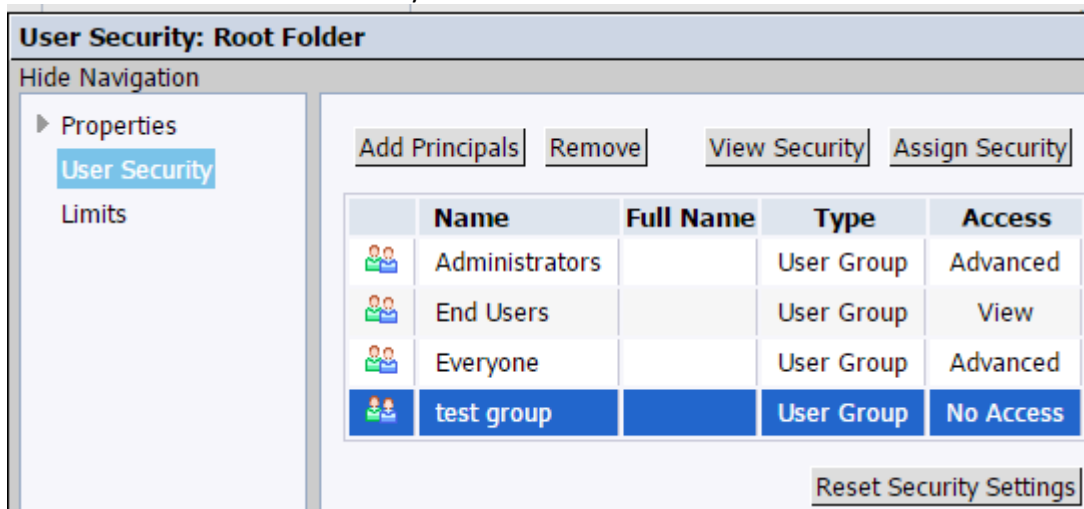 User Security: Root Folder
Hide Navigation
Properties
User Security
Limits
Add Principals Remove View Security Assign Security
Name Full Name Type Access
Administrators User Group Advanced
End Users User Group View
Everyone User Group Advanced
test group User Group No Access
Reset Security Settings